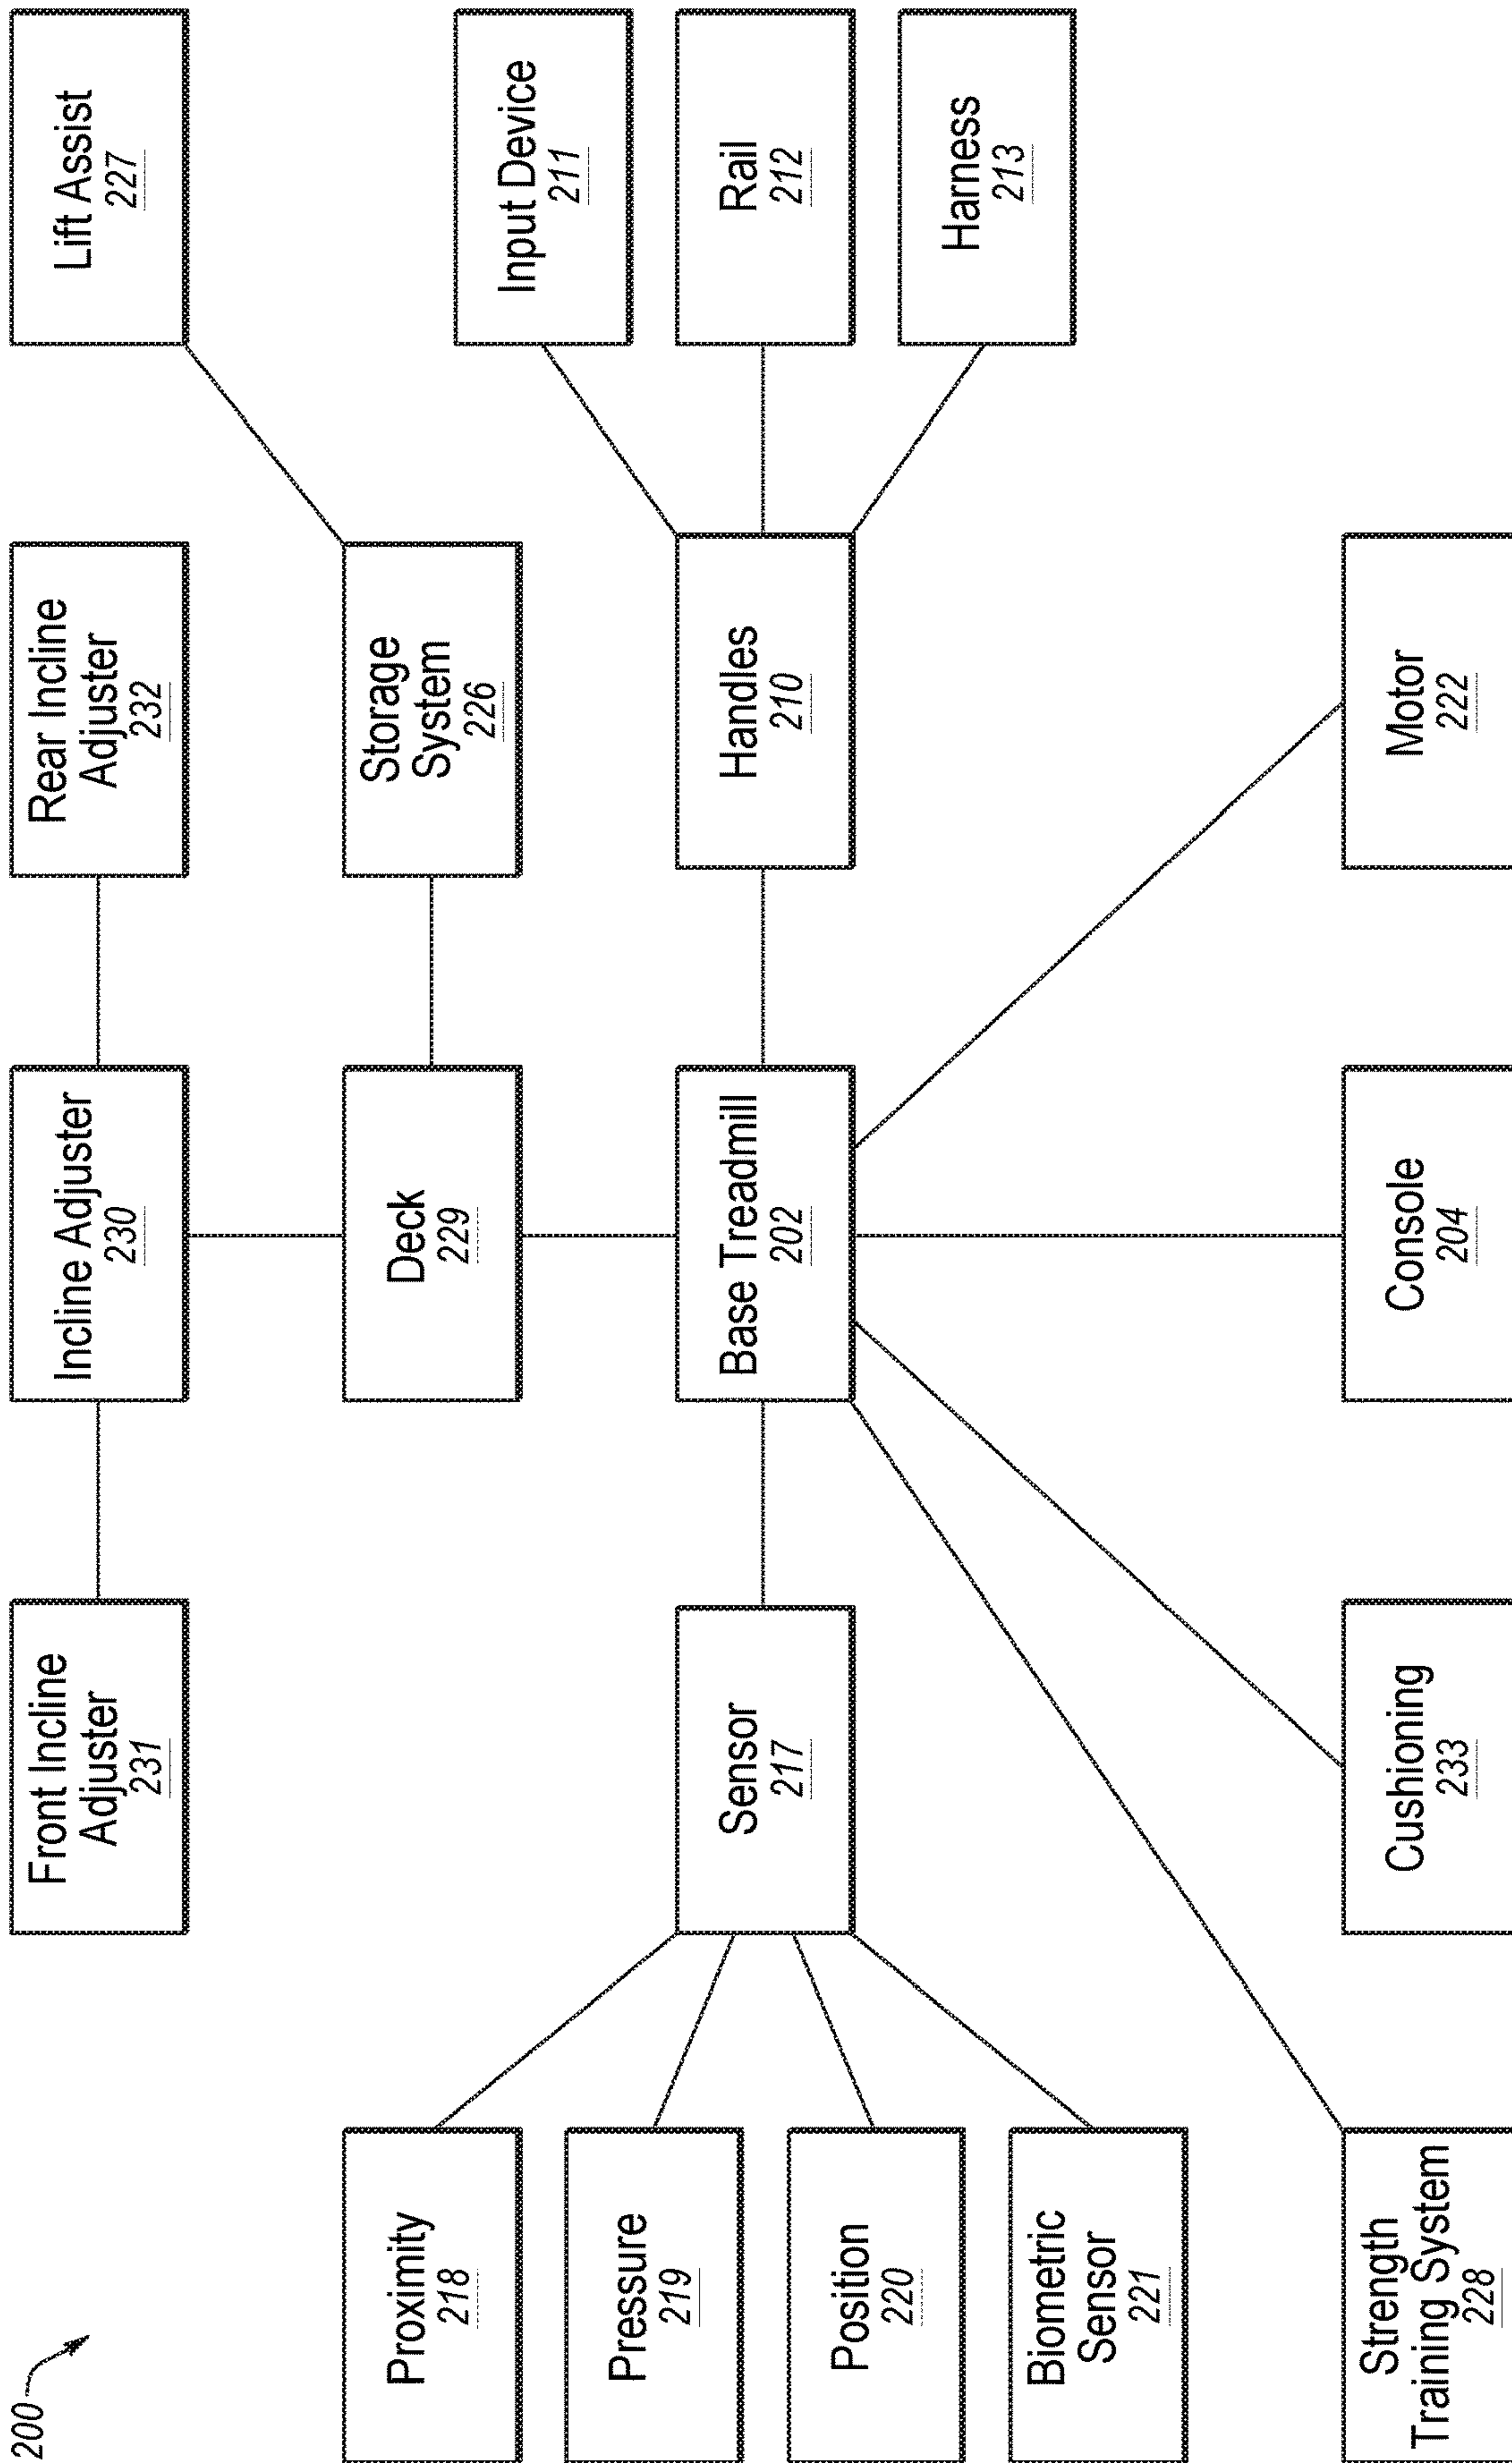 200
Front Incline
Adjuster
231
Incline Adjuster
230
Rear Incline
Adjuster
232
Lift Assist
227
Proximity
218
Deck
229
Storage
System
226
Input Device
211
Pressure
219
Sensor
217
Base Treadmill
202
Handles
210
Rail
212
Position
220
Harness
213
Biometric
Sensor
221
Strength
Training System
228
Cushioning
233
Console
204
Motor
222